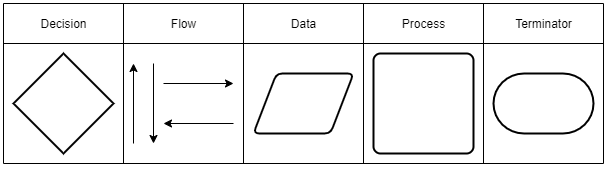 Decision Flow Data Process Terminator